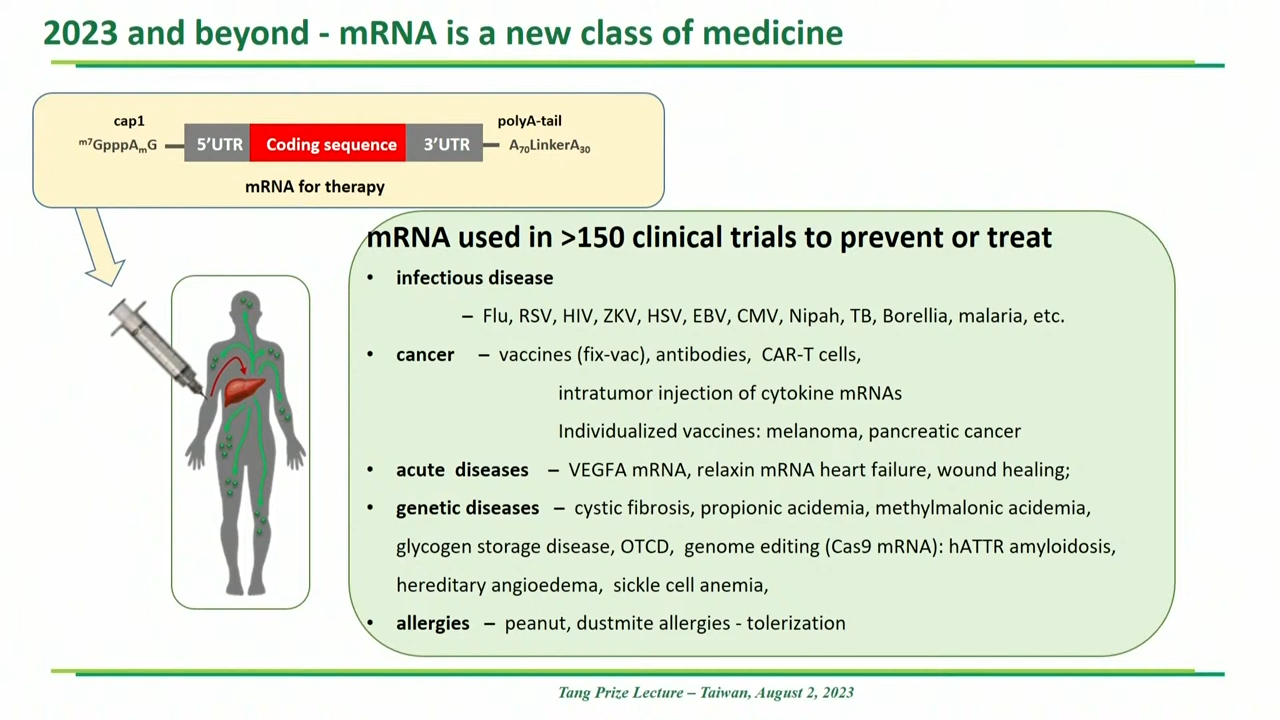 2023 and beyond - mRNA is a new class of medicine
cap1
polyA-tail
m7GpppAmG
5'UTR
Coding sequence
3'UTR
A70LinkerA30
mRNA for therapy
mRNA used in >150 clinical trials to prevent or treat
• infectious disease
– Flu, RSV, HIV, ZKV, HSV, EBV, CMV, Nipah, TB, Borellia, malaria, etc.
• cancer – vaccines (fix-vac), antibodies, CAR-T cells,
intratumor injection of cytokine mRNAs
Individualized vaccines: melanoma, pancreatic cancer
• acute diseases – VEGFA mRNA, relaxin mRNA heart failure, wound healing;
• genetic diseases – cystic fibrosis, propionic acidemia, methylmalonic acidemia,
glycogen storage disease, OTCD, genome editing (Cas9 mRNA): hATTR amyloidosis,
hereditary angioedema, sickle cell anemia,
• allergies – peanut, dustmite allergies - tolerization
Tang Prize Lecture – Taiwan, August 2, 2023